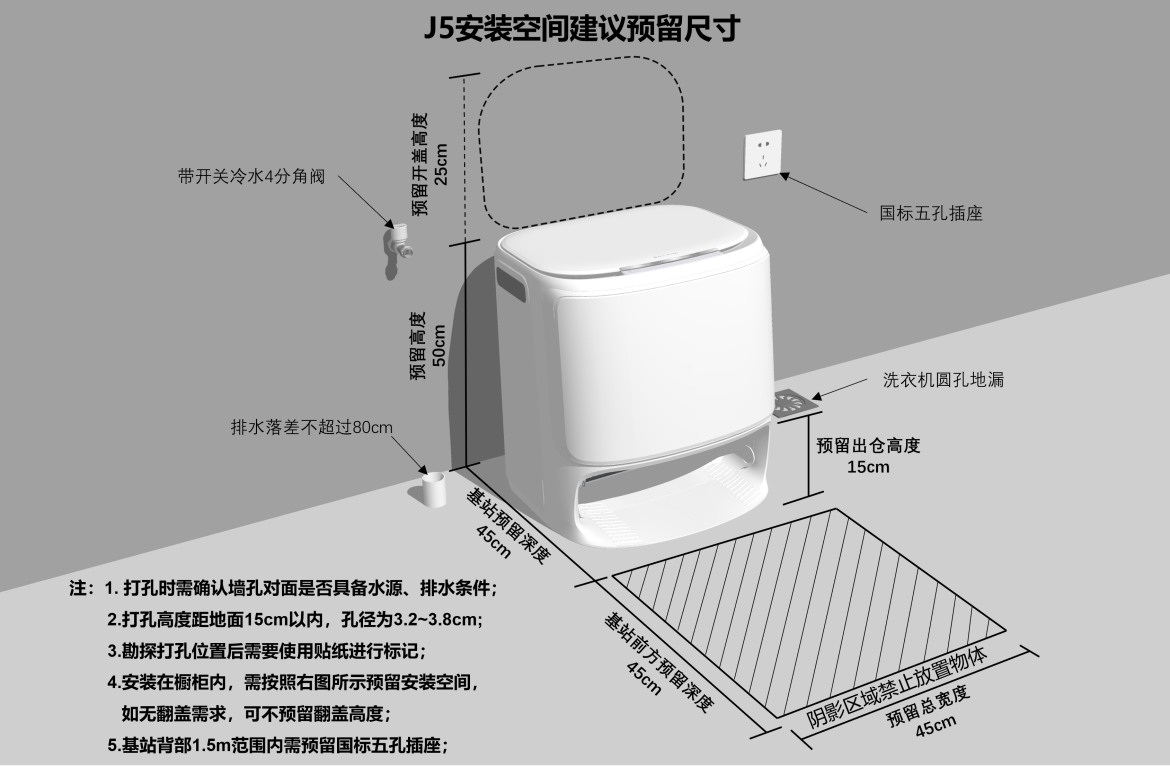 J5安装空间建议预留尺寸
预留开盖高度
25cm
带开关冷水4分角阀
国标五孔插座
预留高度
50cm
洗衣机圆孔地漏
排水落差不超过80cm
预留出仓高度
15cm
基站预留深度
45cm
基站前方预留深度
45cm
阴影区域禁止放置物体
预留总宽度
45cm
注：1. 打孔时需确认墙孔对面是否具备水源、排水条件；
2.打孔高度距地面15cm以内，孔径为3.2~3.8cm;
3.勘探打孔位置后需要使用贴纸进行标记；
4.安装在橱柜内，需按照右图所示预留安装空间，
如无翻盖需求，可不预留翻盖高度；
5.基站背部1.5m范围内需预留国标五孔插座；